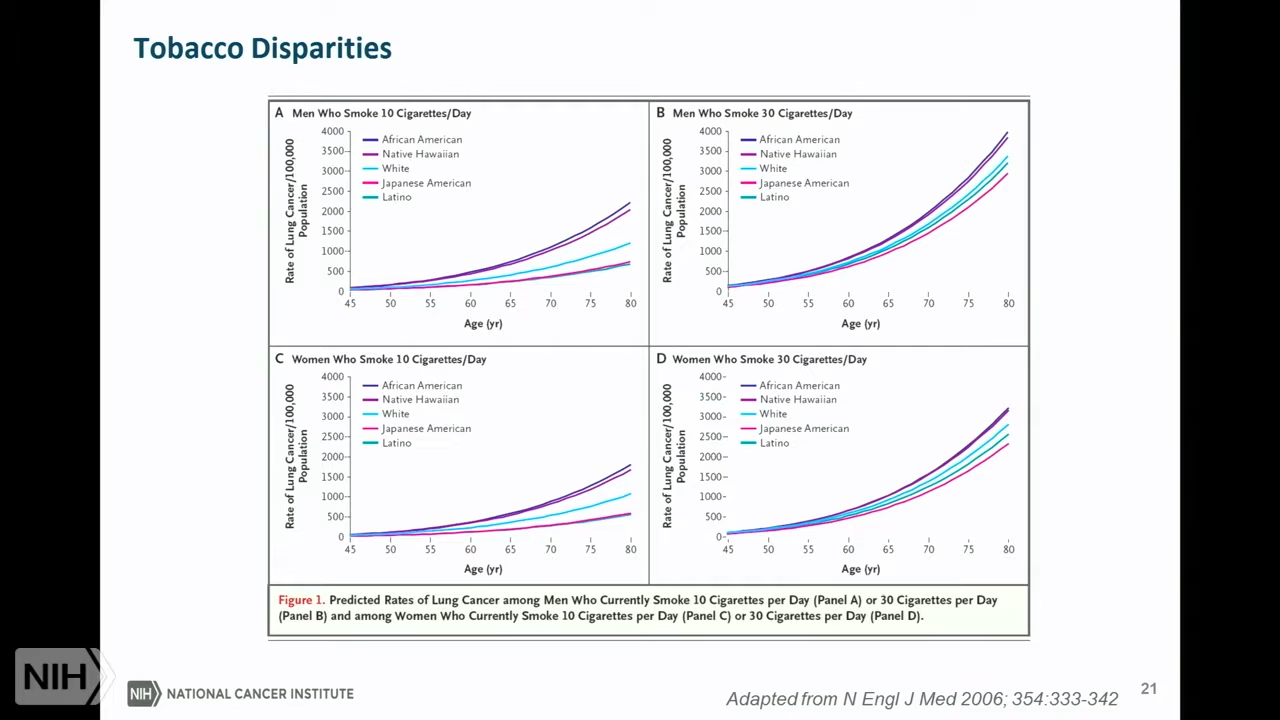 Tobacco Disparities
A Men Who Smoke 10 Cigarettes/Day
Rate of Lung Cancer/100,000
Population
4000
3500
3000
2500
2000
1500
1000
500
0
African American
Native Hawaiian
White
Japanese American
Latino
45 50 55 60 65 70 75 80
Age (yr)
B Men Who Smoke 30 Cigarettes/Day
Rate of Lung Cancer/100,000
Population
4000
3500
3000
2500
2000
1500
1000
500
0
African American
Native Hawaiian
White
Japanese American
Latino
45 50 55 60 65 70 75 80
Age (yr)
C Women Who Smoke 10 Cigarettes/Day
Rate of Lung Cancer/100,000
Population
4000
3500
3000
2500
2000
1500
1000
500
0
African American
Native Hawaiian
White
Japanese American
Latino
45 50 55 60 65 70 75 80
Age (yr)
D Women Who Smoke 30 Cigarettes/Day
Rate of Lung Cancer/100,000
Population
4000
3500
3000
2500
2000
1500
1000
500
0
African American
Native Hawaiian
White
Japanese American
Latino
45 50 55 60 65 70 75 80
Age (yr)
Figure 1. Predicted Rates of Lung Cancer among Men Who Currently Smoke 10 Cigarettes per Day (Panel A) or 30 Cigarettes per Day
(Panel B) and among Women Who Currently Smoke 10 Cigarettes per Day (Panel C) or 30 Cigarettes per Day (Panel D).
NIH
NIH NATIONAL CANCER INSTITUTE
Adapted from N Engl J Med 2006; 354:333-342
21